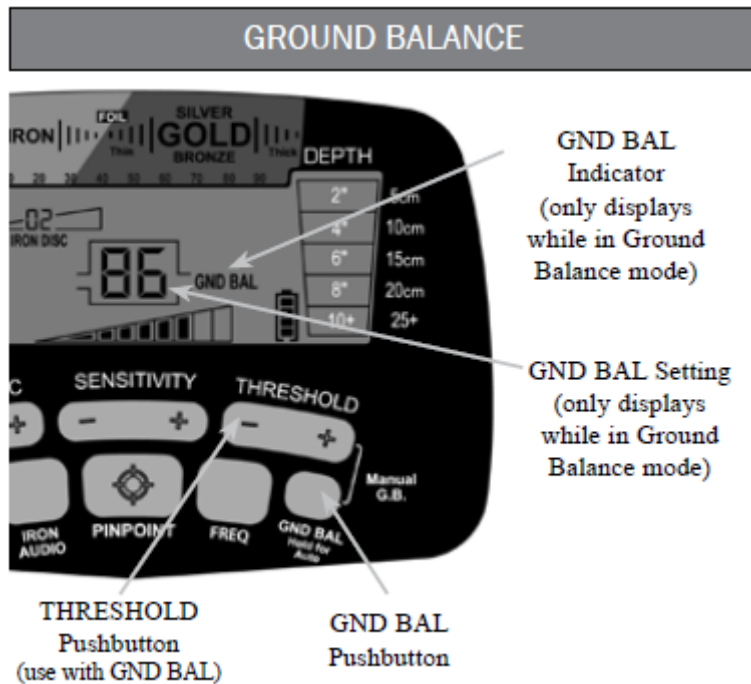 GROUND BALANCE
FOIL
SILVER
IRON
GOLD
Thin
BRONZE
Thick
DEPTH
20 30 40 50 60 70 80 90
2" 5cm
4" 10cm
6" 15cm
8" 20cm
10+ 25+
02
IRON DISC
86
GND BAL
GND BAL
Indicator
(only displays
while in Ground
Balance mode)
GND BAL Setting
(only displays
while in Ground
Balance mode)
C
SENSITIVITY
THRESHOLD
+
- +
- +
Manual
G.B.
IRON
AUDIO
PINPOINT
FREQ
GND BAL
Hold for
Auto
THRESHOLD
Pushbutton
(use with GND BAL)
GND BAL
Pushbutton